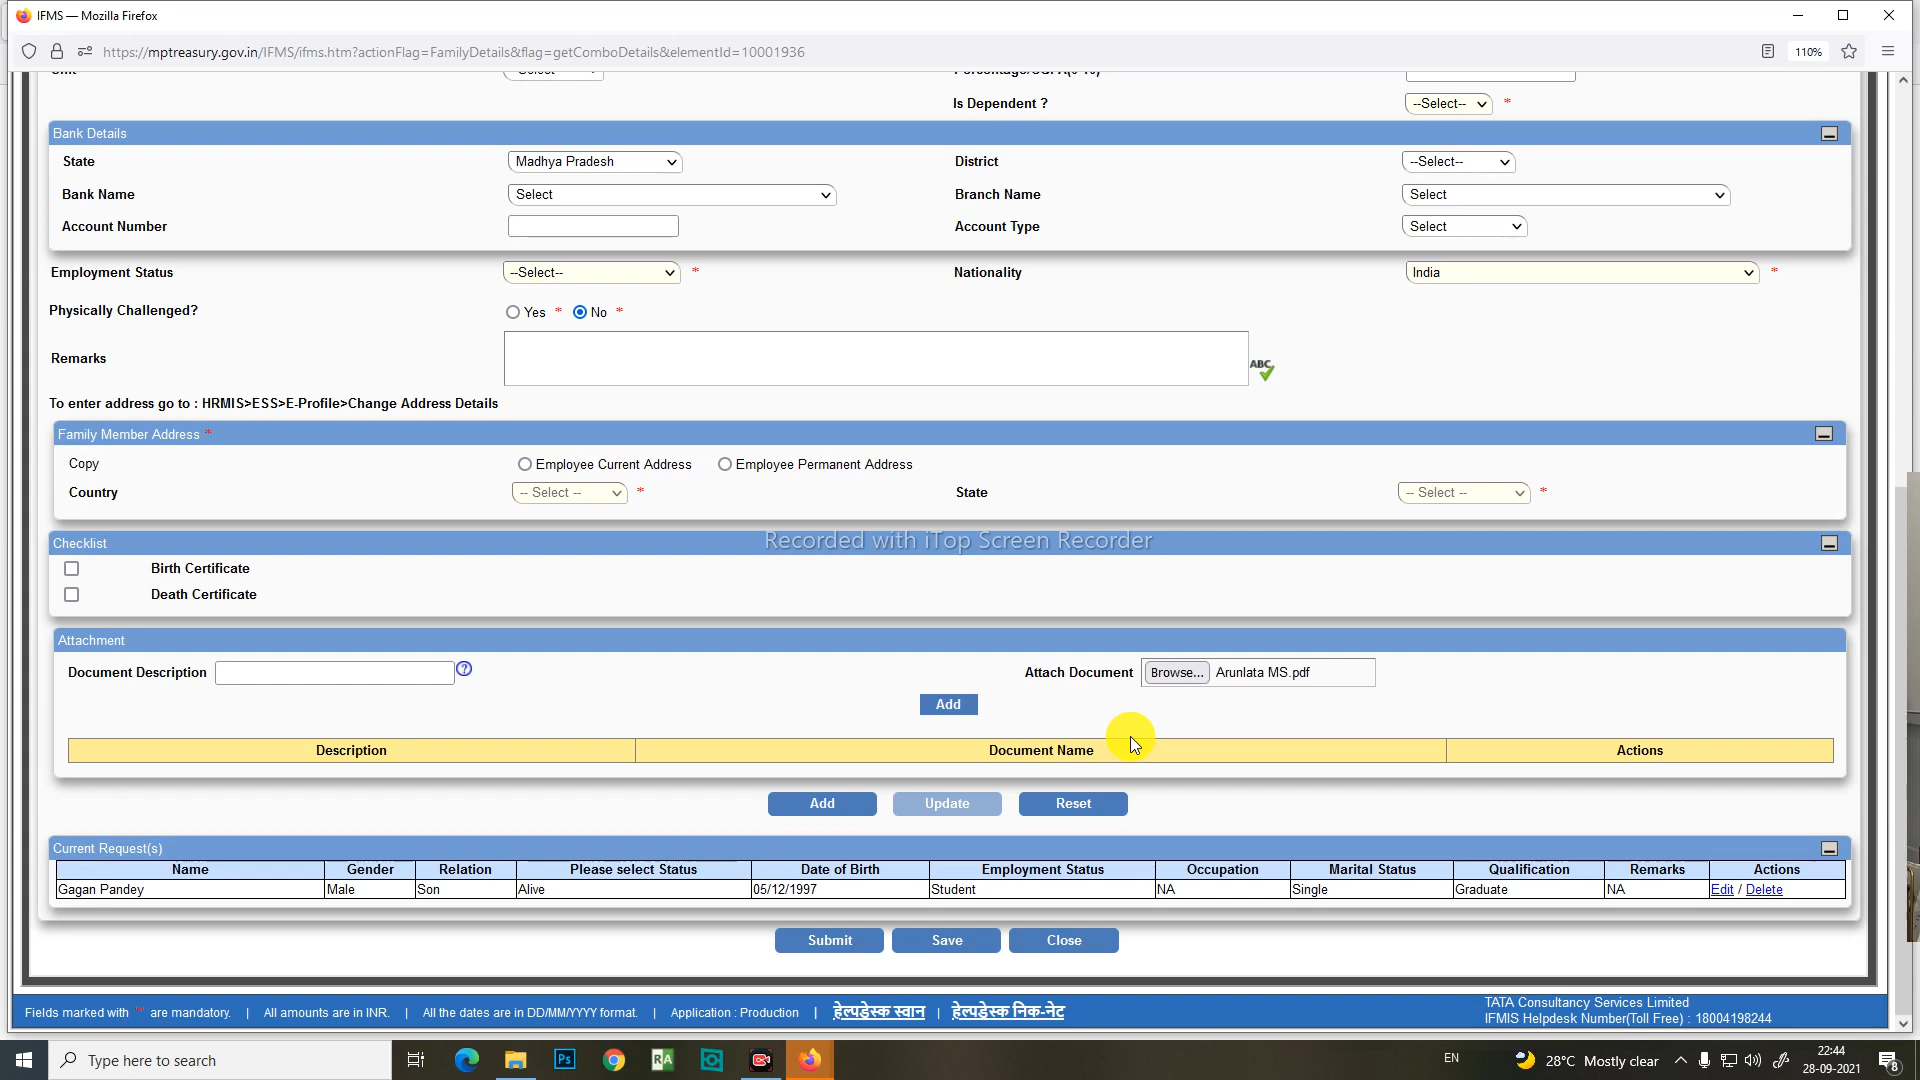 IFMS — Mozilla Firefox
https://mptreasury.gov.in/IFMS/ifms.htm?actionFlag=FamilyDetails&flag=getComboDetails&elementId=10001936 110%
Is Dependent ? --Select-- *
Bank Details
State Madhya Pradesh District --Select--
Bank Name Select Branch Name Select
Account Number Account Type Select
Employment Status --Select-- * Nationality India *
Physically Challenged? Yes * No *
Remarks ABC
To enter address go to : HRMIS>ESS>E-Profile>Change Address Details
Family Member Address *
Copy Employee Current Address Employee Permanent Address
Country -- Select -- * State -- Select -- *
Recorded with iTop Screen Recorder
Checklist
Birth Certificate
Death Certificate
Attachment
Document Description ? Attach Document Browse... Arunlata MS.pdf
Add
Description Document Name Actions
Add Update Reset
Current Request(s)
Name Gender Relation Please select Status Date of Birth Employment Status Occupation Marital Status Qualification Remarks Actions
Gagan Pandey Male Son Alive 05/12/1997 Student NA Single Graduate NA Edit / Delete
Submit Save Close
Fields marked with * are mandatory. | All amounts are in INR. | All the dates are in DD/MM/YYYY format. | Application : Production | हेल्पडेस्क स्वान | हेल्पडेस्क निक-नेट
TATA Consultancy Services Limited
IFMIS Helpdesk Number(Toll Free) : 18004198244
Type here to search Ps RA EN 28°C Mostly clear 22:44
28-09-2021 8